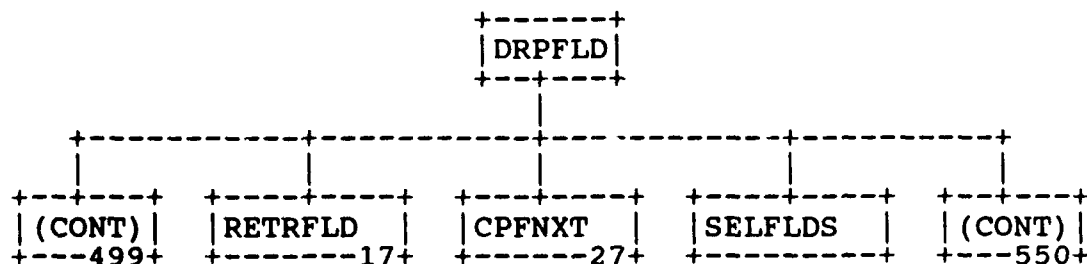 DRPFLD
(CONT) RETRFLD CPFNXT SELFLDS (CONT)
499 17 27 550